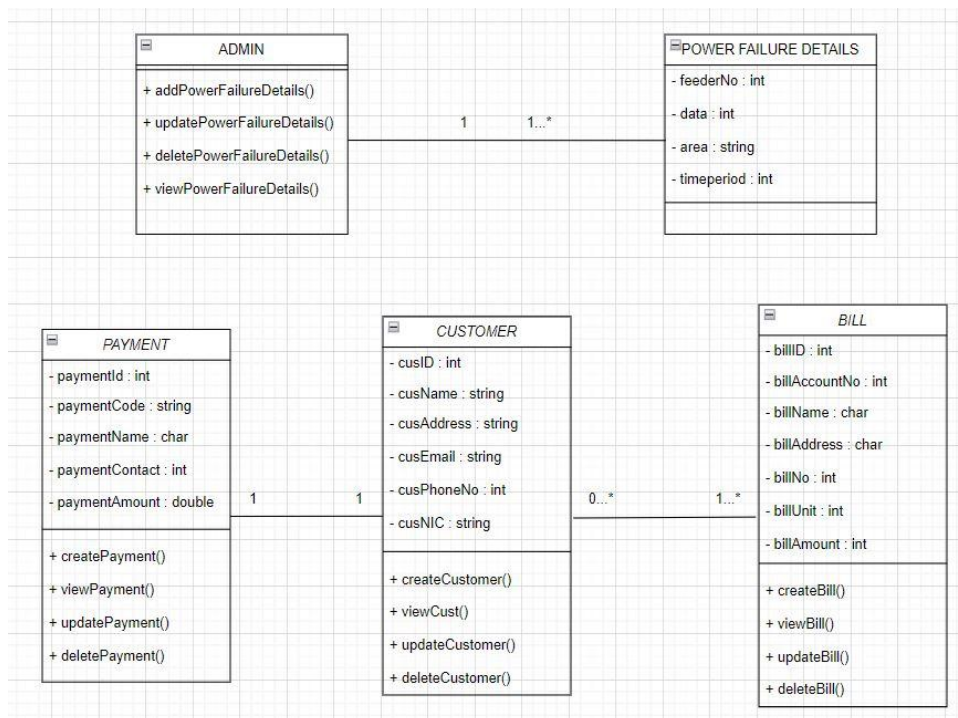 ADMIN
+ addPowerFailureDetails()
+ updatePowerFailureDetails()
+ deletePowerFailureDetails()
+ viewPowerFailureDetails()
1
1...*
POWER FAILURE DETAILS
- feederNo : int
- data : int
- area : string
- timeperiod : int
PAYMENT
- paymentId : int
- paymentCode : string
- paymentName : char
- paymentContact : int
- paymentAmount : double
+ createPayment()
+ viewPayment()
+ updatePayment()
+ deletePayment()
1
1
CUSTOMER
- cusID : int
- cusName : string
- cusAddress : string
- cusEmail : string
- cusPhoneNo : int
- cusNIC : string
+ createCustomer()
+ viewCust()
+ updateCustomer()
+ deleteCustomer()
0...*
1...*
BILL
- billID : int
- billAccountNo : int
- billName : char
- billAddress : char
- billNo : int
- billUnit : int
- billAmount : int
+ createBill()
+ viewBill()
+ updateBill()
+ deleteBill()